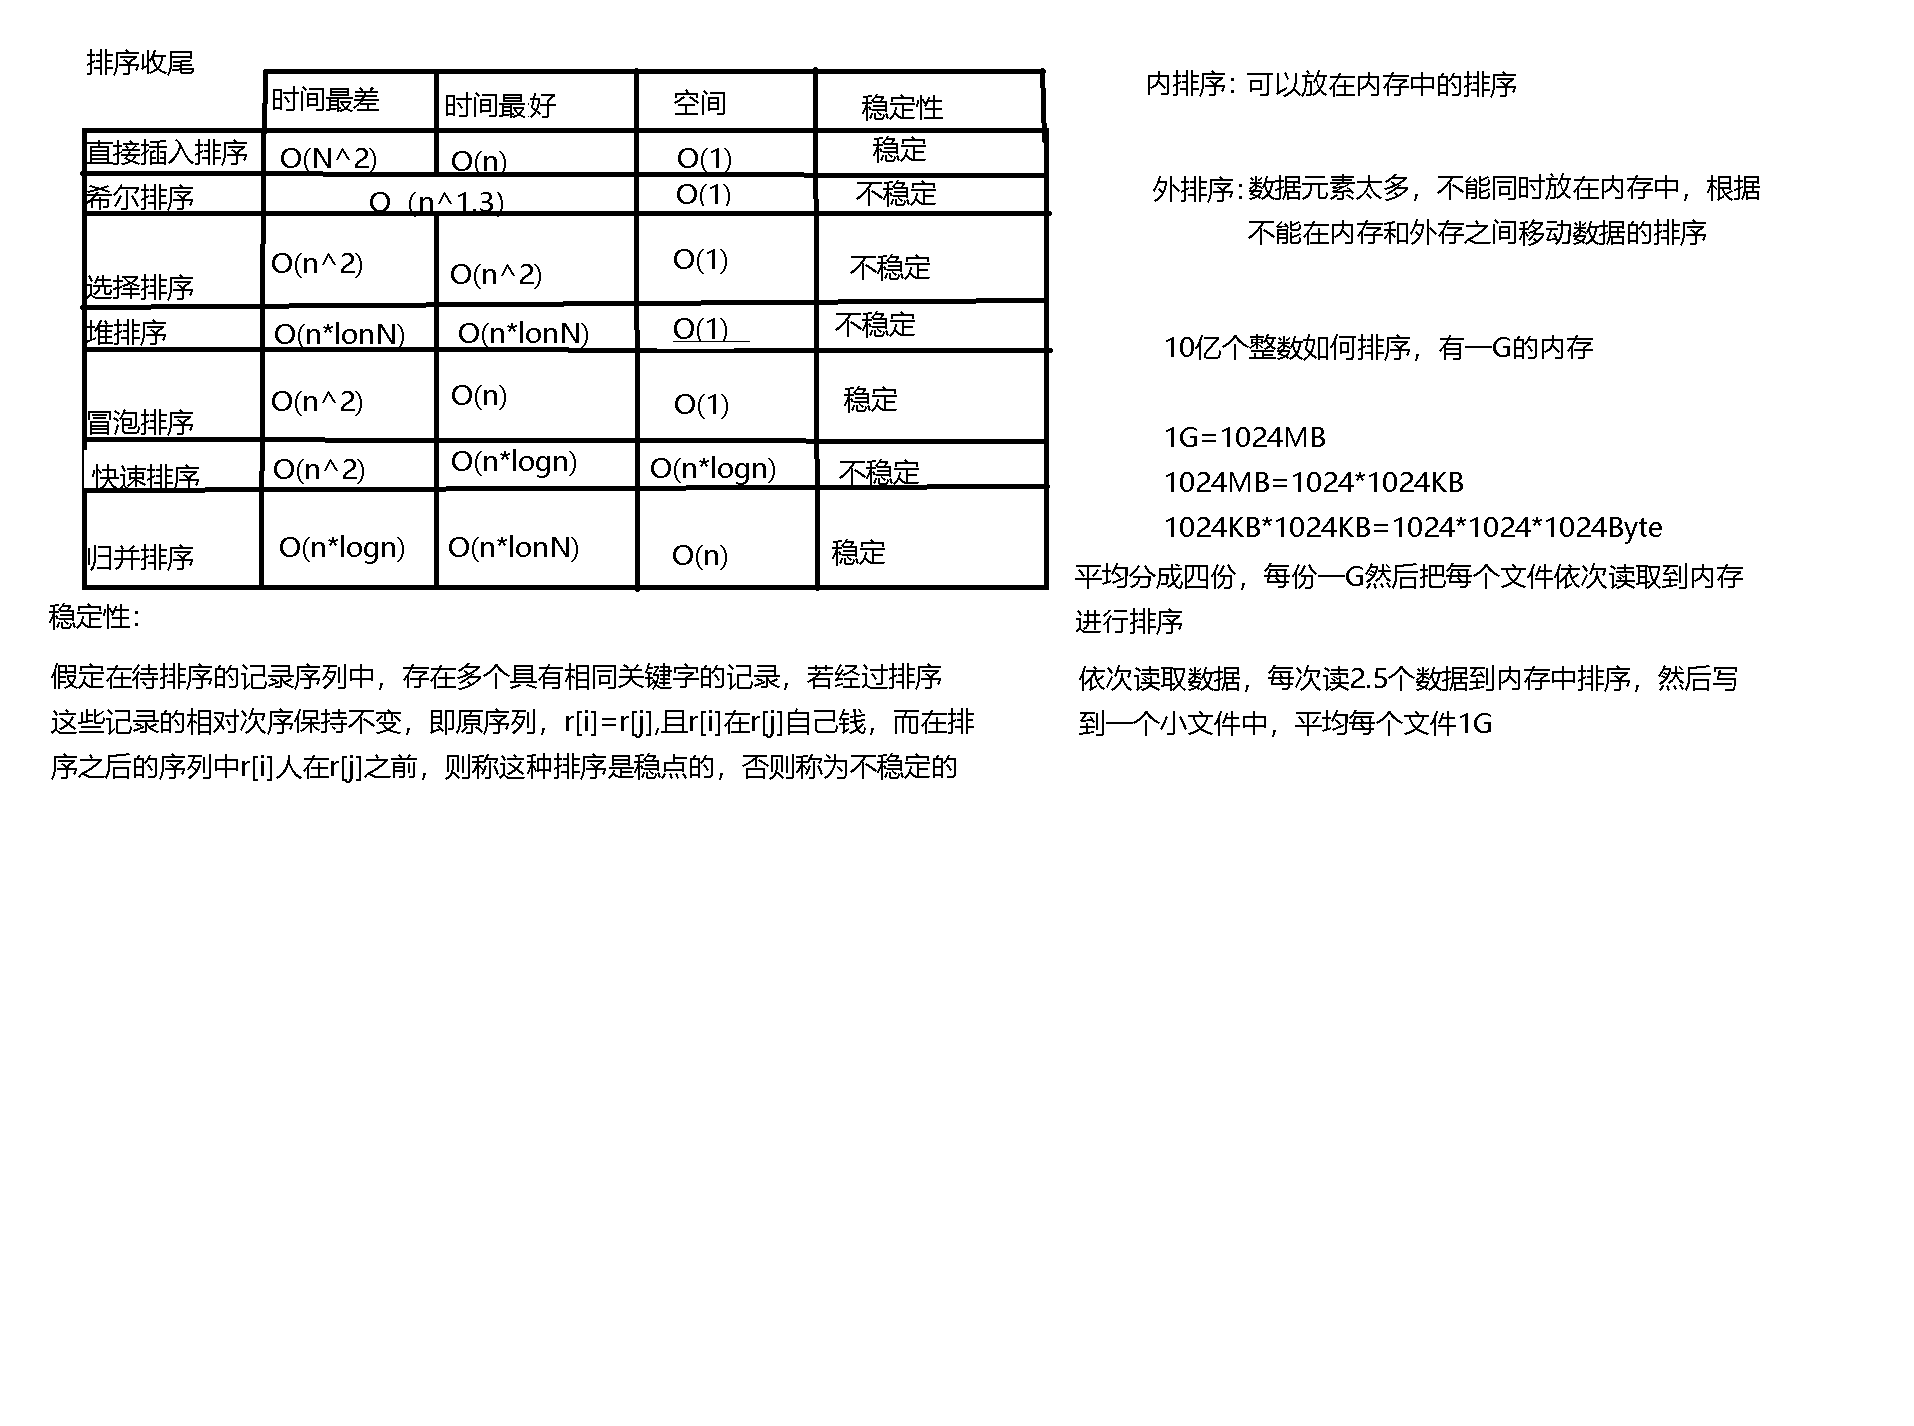 排序收尾
时间最差 时间最好 空间 稳定性
直接插入排序 O(N^2) O(n) O(1) 稳定
希尔排序 O（n^1.3） O(1) 不稳定
选择排序 O(n^2) O(n^2) O(1) 不稳定
堆排序 O(n*lonN) O(n*lonN) O(1) 不稳定
冒泡排序 O(n^2) O(n) O(1) 稳定
快速排序 O(n^2) O(n*logn) O(n*logn) 不稳定
归并排序 O(n*logn) O(n*lonN) O(n) 稳定
稳定性：
假定在待排序的记录序列中，存在多个具有相同关键字的记录，若经过排序
这些记录的相对次序保持不变，即原序列，r[i]=r[j],且r[i]在r[j]自己钱，而在排
序之后的序列中r[i]人在r[j]之前，则称这种排序是稳点的，否则称为不稳定的
内排序：可以放在内存中的排序
外排序：数据元素太多，不能同时放在内存中，根据
不能在内存和外存之间移动数据的排序
10亿个整数如何排序，有一G的内存
1G=1024MB
1024MB=1024*1024KB
1024KB*1024KB=1024*1024*1024Byte
平均分成四份，每份一G然后把每个文件依次读取到内存
进行排序
依次读取数据，每次读2.5个数据到内存中排序，然后写
到一个小文件中，平均每个文件1G